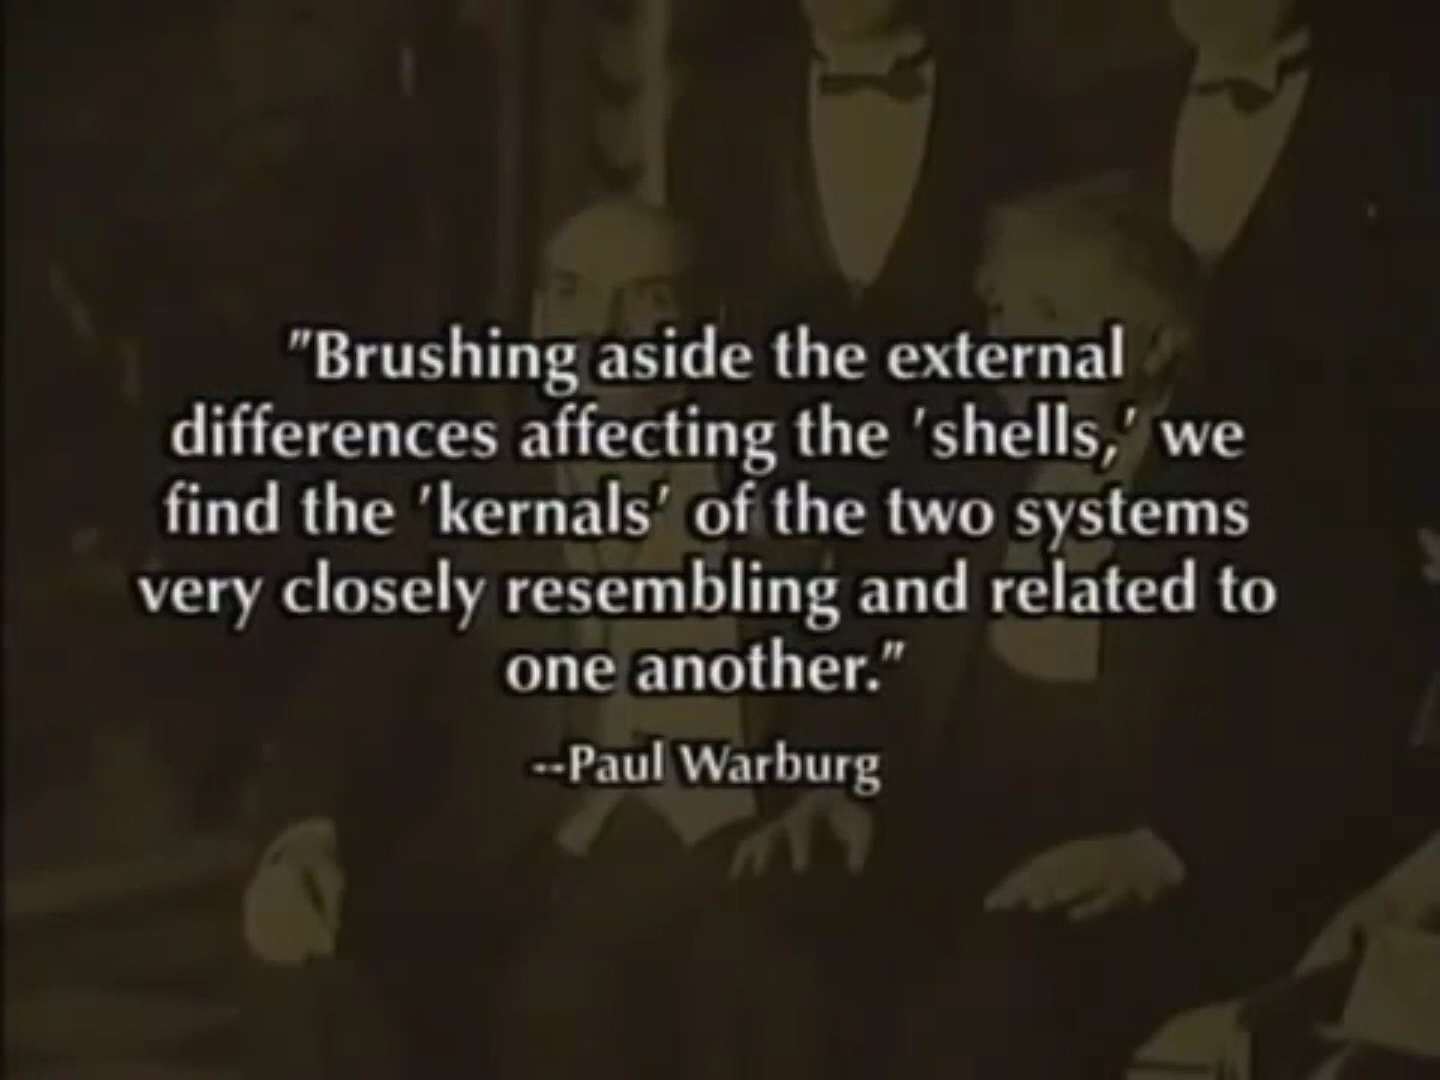 "Brushing aside the external
differences affecting the 'shells,' we
find the 'kernals' of the two systems
very closely resembling and related to
one another."
--Paul Warburg